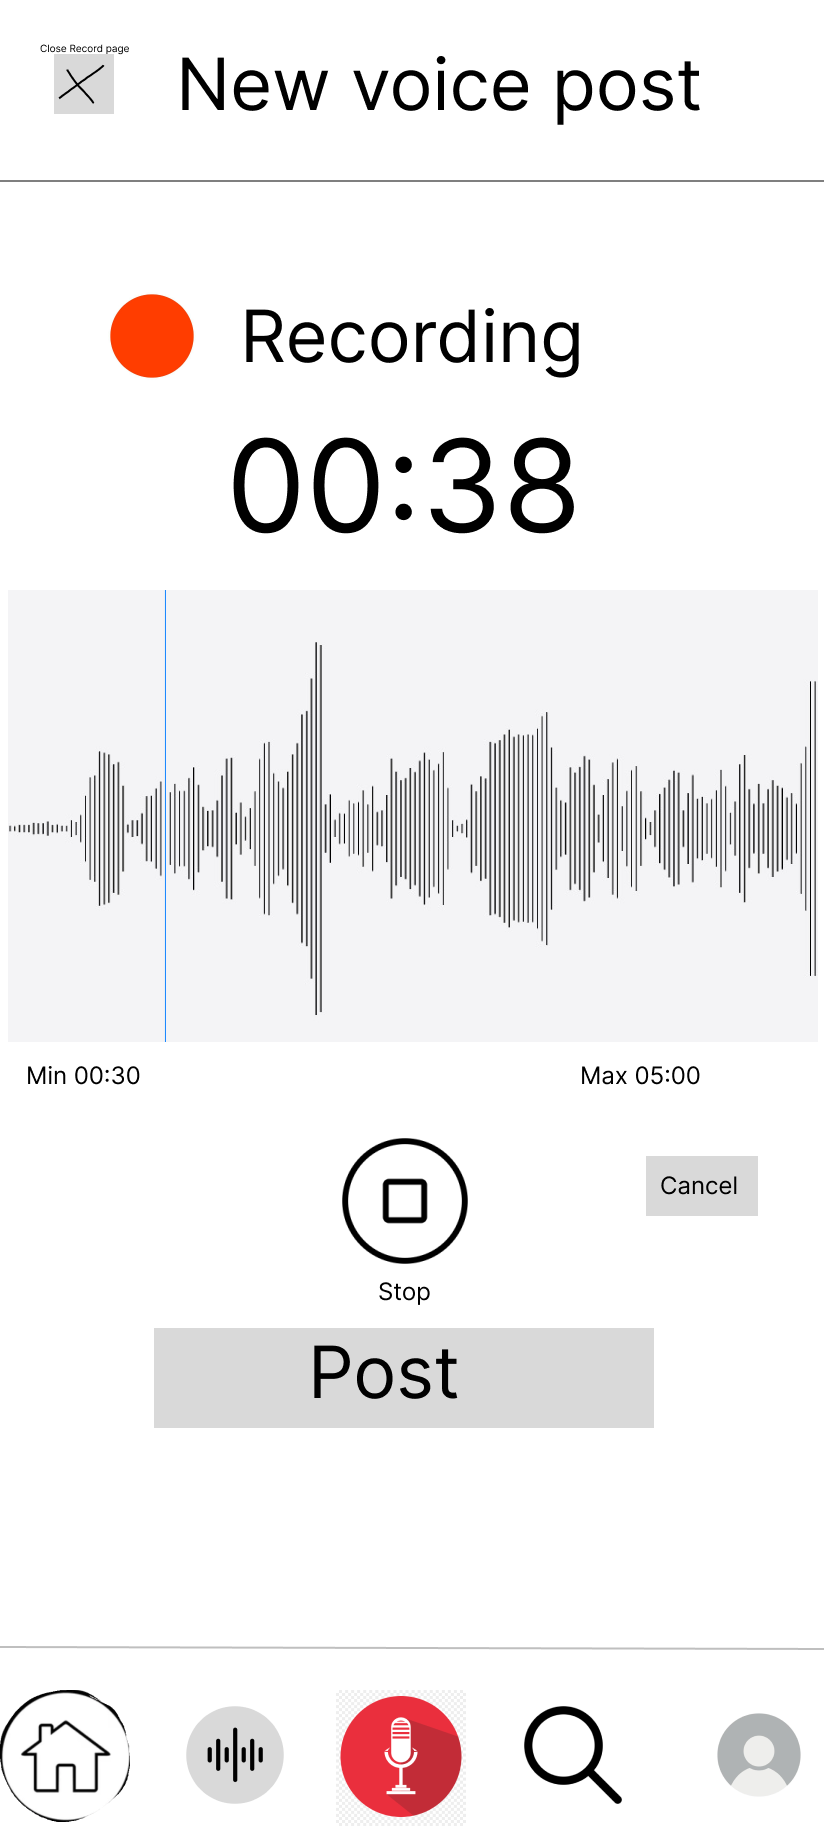 Close Record page
New voice post
Recording
00:38
Min 00:30
Max 05:00
Cancel
Stop
Post